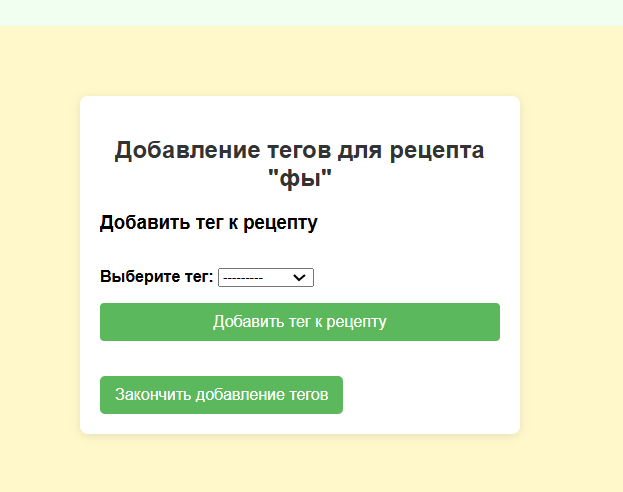 Добавление тегов для рецепта
"фы"
Добавить тег к рецепту
Выберите тег: ---------
Добавить тег к рецепту
Закончить добавление тегов